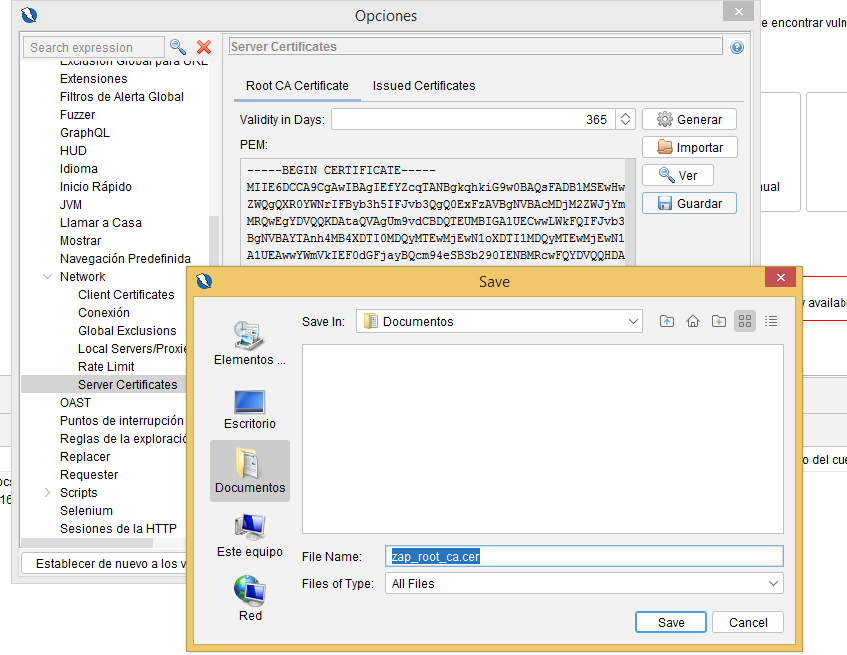 Opciones
e encontrar vuln
Search expression
Server Certificates
Exclusión Global para URL
Extensiones
Filtros de Alerta Global
Fuzzer
GraphQL
HUD
Idioma
Inicio Rápido
JVM
Llamar a Casa
Mostrar
Navegación Predefinida
Network
Client Certificates
Conexión
Global Exclusions
Local Servers/Proxie
Rate Limit
Server Certificates
OAST
Puntos de interrupción
Reglas de la exploració
Replacer
Requester
Scripts
Selenium
Sesiones de la HTTP
Establecer de nuevo a los v
Root CA Certificate
Issued Certificates
Validity in Days:
365
Generar
PEM:
Importar
Ver
Guardar
-----BEGIN CERTIFICATE-----
MIIE6DCCA9CgAwIBAgIEfYZcqTANBgkqhkiG9w0BAQsFADB1MSEwHw
ZWQgQXR0YWNrIFByb3h5IFJvb3QgQ0ExFzAVBgNVBAcMDjM2ZWJjYm
MRQwEgYDVQQKDAtaQVAgUm9vdCBDQTEUMBIGA1UECwwLWkFQIFJvb3
BgNVBAYTAnh4MB4XDTI0MDQyMTEwMjEwN1oXDTI1MDQyMTEwMjEwN1
A1UEAwwYWmVkIEF0dGFjayBQcm94eSBSb290IENBMRcwFQYDVQQHDA
ual
y availabl
o del cue
ocs
16
Save
Save In:
Documentos
Elementos ...
Escritorio
Documentos
Este equipo
Red
File Name:
zap_root_ca.cer
Files of Type:
All Files
Save
Cancel